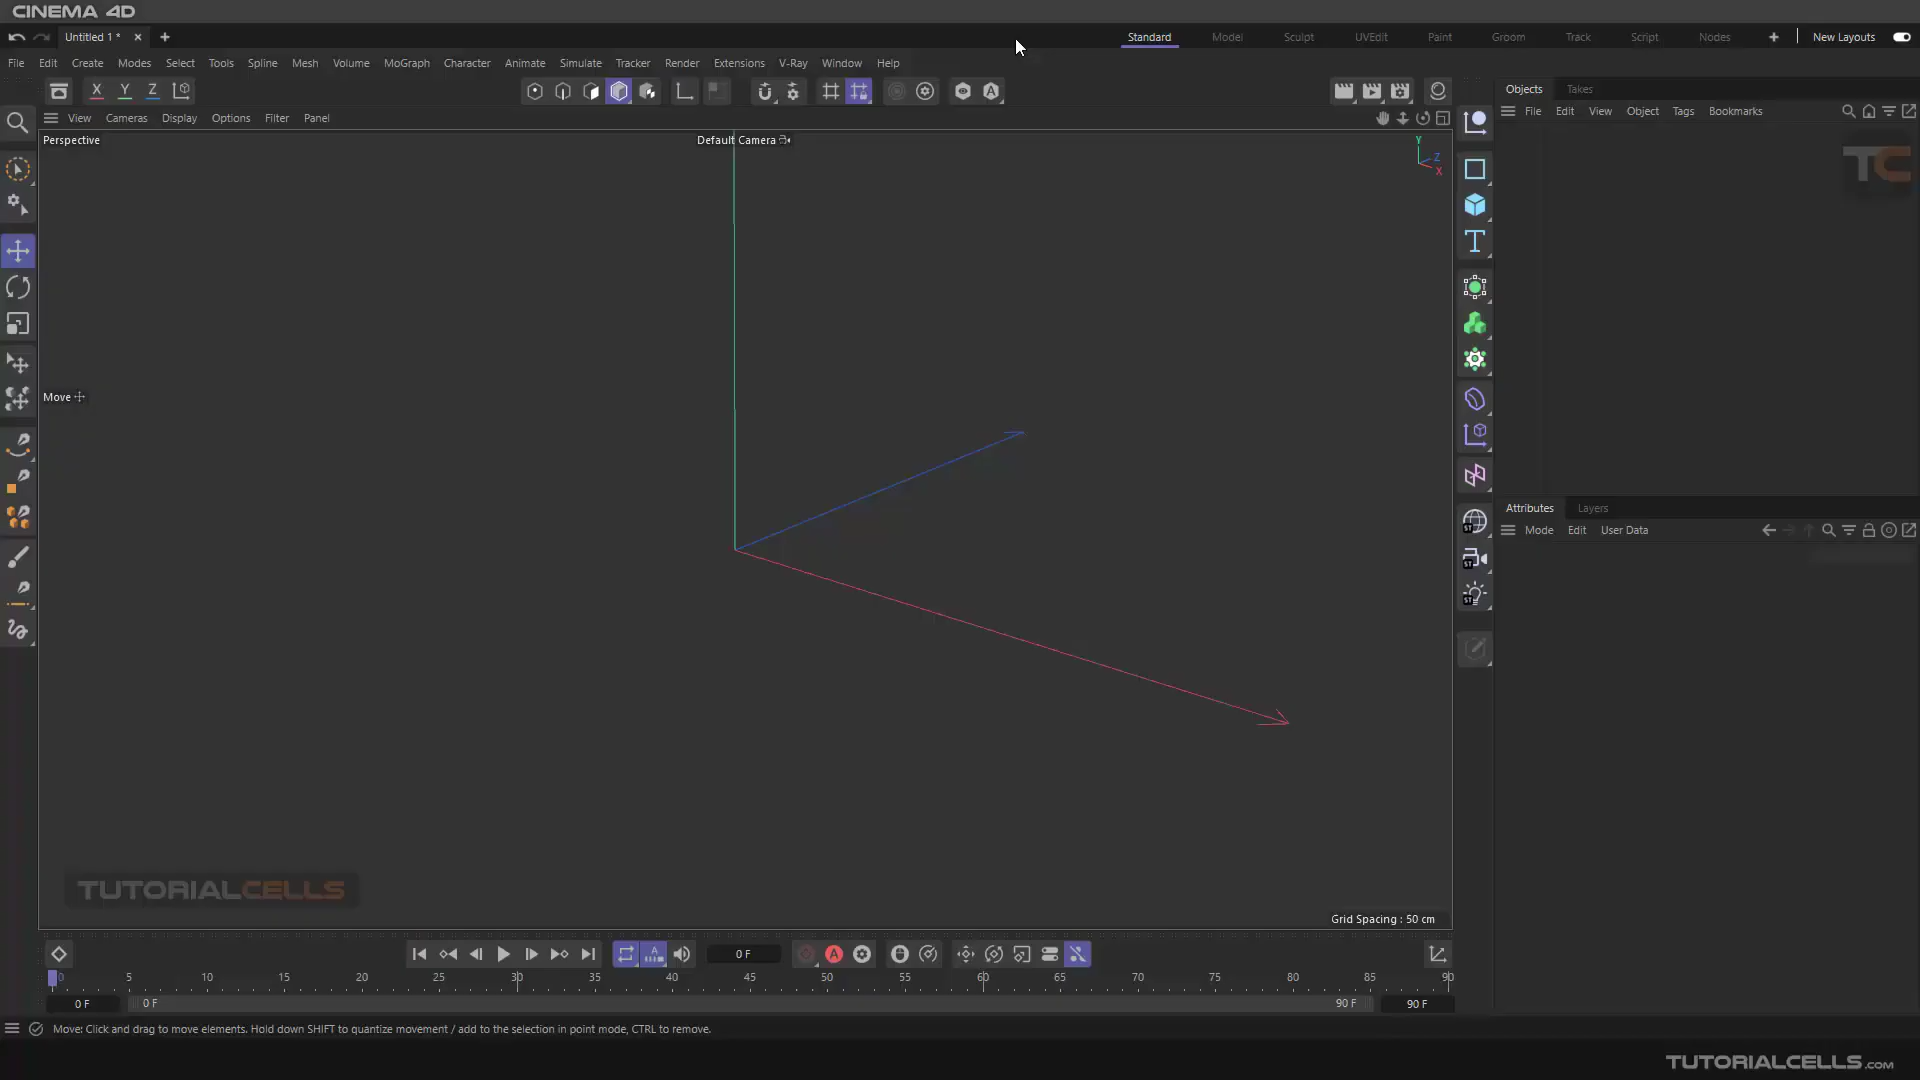 CINEMA 4D
Untitled 1 *
Standard
Model
Sculpt
UVEdit
Paint
Groom
Track
Script
Nodes
New Layouts
File Edit Create Modes Select Tools Spline Mesh Volume MoGraph Character Animate Simulate Tracker Render Extensions V-Ray Window Help
X Y Z
Objects Takes
View Cameras Display Options Filter Panel
File Edit View Object Tags Bookmarks
Perspective
Default Camera
Y
Z
X
TC
Move
Attributes Layers
Mode Edit User Data
ST
ST
ST
TUTORIALCELLS
Grid Spacing : 50 cm
0 F
0 5 10 15 20 25 30 35 40 45 50 55 60 65 70 75 80 85 90
0 F
0 F
90 F
90 F
Move: Click and drag to move elements. Hold down SHIFT to quantize movement / add to the selection in point mode, CTRL to remove.
TUTORIALCELLS.COM